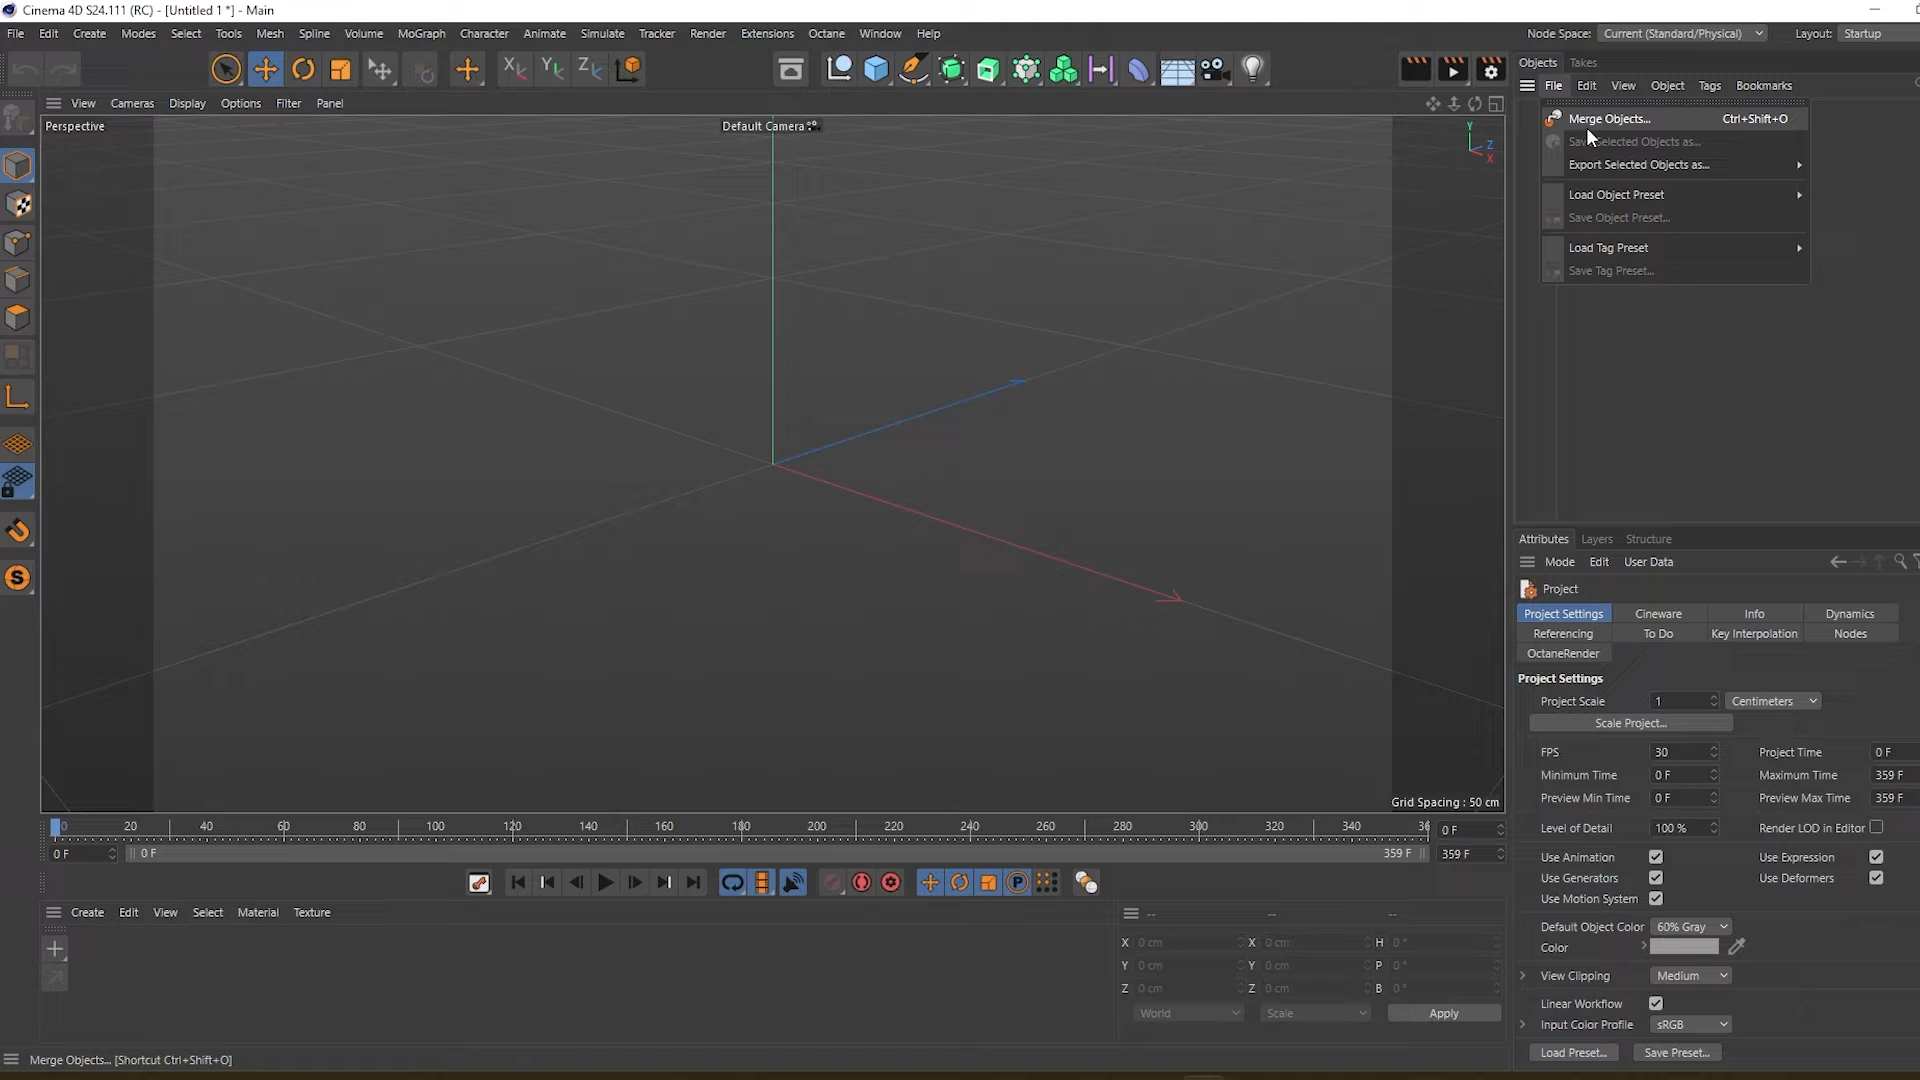 Cinema 4D S24.111 (RC) - [Untitled 1 *] - Main
File Edit Create Modes Select Tools Mesh Spline Volume MoGraph Character Animate Simulate Tracker Render Extensions Octane Window Help
Node Space: Current (Standard/Physical) Layout: Startup
X Y Z
Objects Takes
File Edit View Object Tags Bookmarks
View Cameras Display Options Filter Panel
Perspective
Default Camera
Y
Z
X
Merge Objects... Ctrl+Shift+O
Save Selected Objects as...
Export Selected Objects as...
Load Object Preset
Save Object Preset...
Load Tag Preset
Save Tag Preset...
Grid Spacing : 50 cm
0 20 40 60 80 100 120 140 160 180 200 220 240 260 280 300 320 340 36
0 F
0 F 0 F 359 F 359 F
P
S
Create Edit View Select Material Texture
-- -- --
X 0 cm X 0 cm H 0 °
Y 0 cm Y 0 cm P 0 °
Z 0 cm Z 0 cm B 0 °
World Scale Apply
Merge Objects... [Shortcut Ctrl+Shift+O]
Attributes Layers Structure
Mode Edit User Data
Project
Project Settings Cineware Info Dynamics
Referencing To Do Key Interpolation Nodes
OctaneRender
Project Settings
Project Scale 1 Centimeters
Scale Project...
FPS 30 Project Time 0 F
Minimum Time 0 F Maximum Time 359 F
Preview Min Time 0 F Preview Max Time 359 F
Level of Detail 100 % Render LOD in Editor
Use Animation Use Expression
Use Generators Use Deformers
Use Motion System
Default Object Color 60% Gray
Color
View Clipping Medium
Linear Workflow
Input Color Profile sRGB
Load Preset... Save Preset...